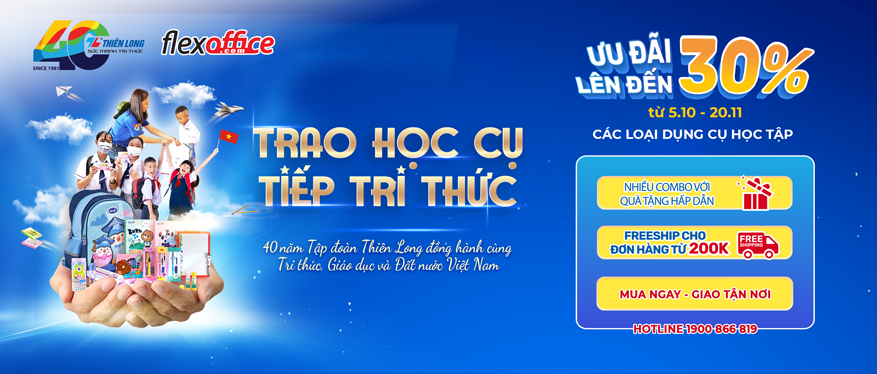 40
THIÊN LONG
SỨC MẠNH TRI THỨC
SINCE 1981
flexoffice
.com
TRAO HỌC CỤ
TIẾP TRI THỨC
40 năm Tập đoàn Thiên Long đồng hành cùng
Tri thức, Giáo dục và Đất nước Việt Nam
ƯU ĐÃI
LÊN ĐẾN 30%
từ 5.10 - 20.11
CÁC LOẠI DỤNG CỤ HỌC TẬP
NHIỀU COMBO VỚI
QUÀ TẶNG HẤP DẪN
FREESHIP CHO
ĐƠN HÀNG TỪ 200K
FREE
SHIPPING
MUA NGAY - GIAO TẬN NƠI
HOTLINE 1900 866 819